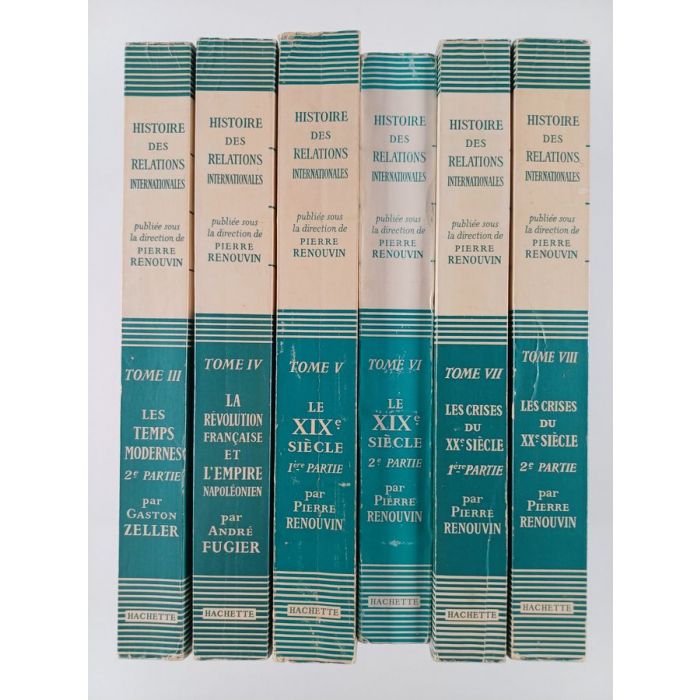 HISTOIRE
DES
RELATIONS
INTERNATIONALES
publiée sous
la direction de
PIERRE
RENOUVIN
TOME III
LES
TEMPS
MODERNES
2e PARTIE
par
GASTON
ZELLER
HACHETTE
HISTOIRE
DES
RELATIONS
INTERNATIONALES
publiée sous
la direction de
PIERRE
RENOUVIN
TOME IV
LA
RÉVOLUTION
FRANÇAISE
ET
L'EMPIRE
NAPOLÉONIEN
par
ANDRÉ
FUGIER
HACHETTE
HISTOIRE
DES
RELATIONS
INTERNATIONALES
publiée sous
la direction de
PIERRE
RENOUVIN
TOME V
LE
XIXe
SIÈCLE
1ère PARTIE
par
PIERRE
RENOUVIN
HACHETTE
HISTOIRE
DES
RELATIONS
INTERNATIONALES
publiée sous
la direction de
PIERRE
RENOUVIN
TOME VI
LE
XIXe
SIÈCLE
2e PARTIE
par
PIERRE
RENOUVIN
HACHETTE
HISTOIRE
DES
RELATIONS
INTERNATIONALES
publiée sous
la direction de
PIERRE
RENOUVIN
TOME VII
LES CRISES
DU
XXe SIÈCLE
1ère PARTIE
par
PIERRE
RENOUVIN
HACHETTE
HISTOIRE
DES
RELATIONS
INTERNATIONALES
publiée sous
la direction de
PIERRE
RENOUVIN
TOME VIII
LES CRISES
DU
XXe SIÈCLE
2e PARTIE
par
PIERRE
RENOUVIN
HACHETTE